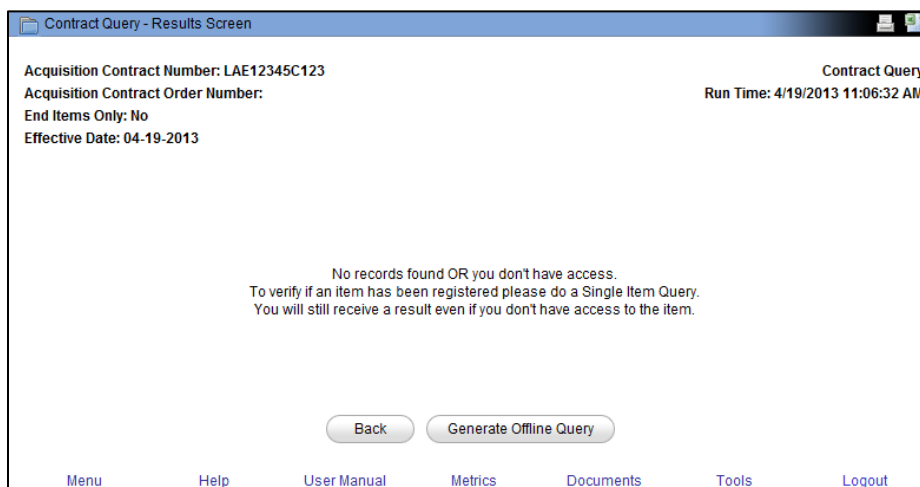 Contract Query - Results Screen
Acquisition Contract Number: LAE12345C123
Contract Query
Acquisition Contract Order Number:
Run Time: 4/19/2013 11:06:32 AM
End Items Only: No
Effective Date: 04-19-2013
No records found OR you don't have access.
To verify if an item has been registered please do a Single Item Query.
You will still receive a result even if you don't have access to the item.
Back
Generate Offline Query
Menu Help User Manual Metrics Documents Tools Logout